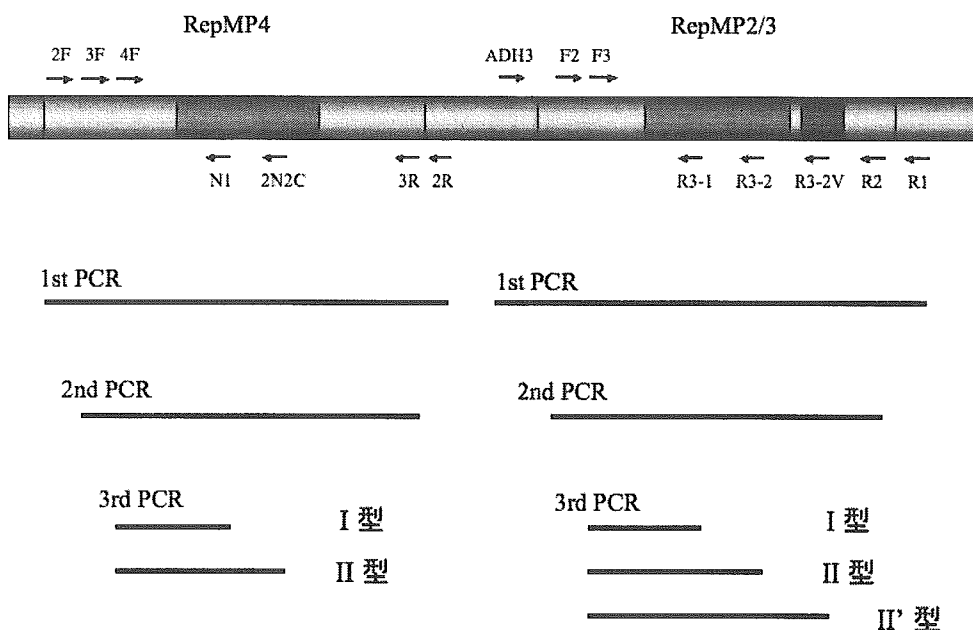 RepMP4 RepMP2/3
2F 3F 4F ADH3 F2 F3
N1 2N2C 3R 2R R3-1 R3-2 R3-2V R2 R1
1st PCR 1st PCR
2nd PCR 2nd PCR
3rd PCR 3rd PCR
I 型 I 型
II 型 II 型
II' 型